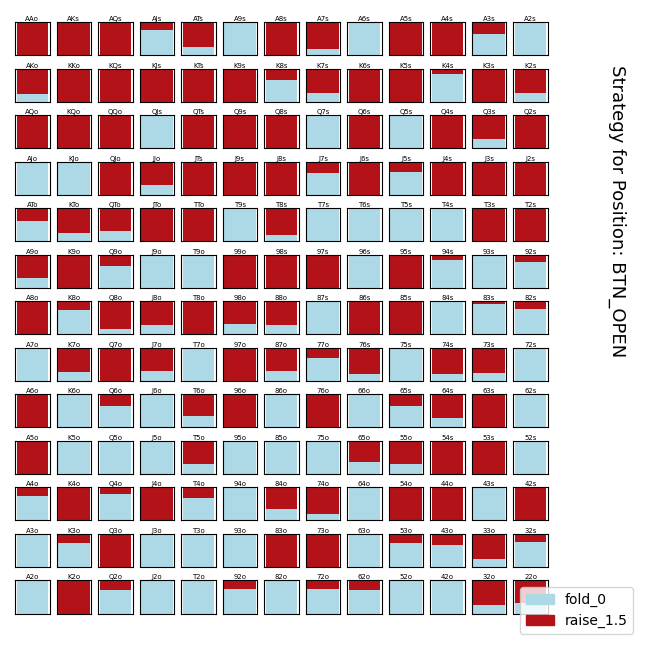 AAo AKs AQs AJs ATs A9s A8s A7s A6s A5s A4s A3s A2s
AKo KKo KQs KJs KTs K9s K8s K7s K6s K5s K4s K3s K2s
AQo KQo QQo QJs QTs Q9s Q8s Q7s Q6s Q5s Q4s Q3s Q2s
AJo KJo QJo JJo JTs J9s J8s J7s J6s J5s J4s J3s J2s
ATo KTo QTo JTo TTo T9s T8s T7s T6s T5s T4s T3s T2s
A9o K9o Q9o J9o T9o 99o 98s 97s 96s 95s 94s 93s 92s
A8o K8o Q8o J8o T8o 98o 88o 87s 86s 85s 84s 83s 82s
A7o K7o Q7o J7o T7o 97o 87o 77o 76s 75s 74s 73s 72s
A6o K6o Q6o J6o T6o 96o 86o 76o 66o 65s 64s 63s 62s
A5o K5o Q5o J5o T5o 95o 85o 75o 65o 55o 54s 53s 52s
A4o K4o Q4o J4o T4o 94o 84o 74o 64o 54o 44o 43s 42s
A3o K3o Q3o J3o T3o 93o 83o 73o 63o 53o 43o 33o 32s
A2o K2o Q2o J2o T2o 92o 82o 72o 62o 52o 42o 32o 22o
Strategy for Position: BTN_OPEN
fold_0
raise_1.5